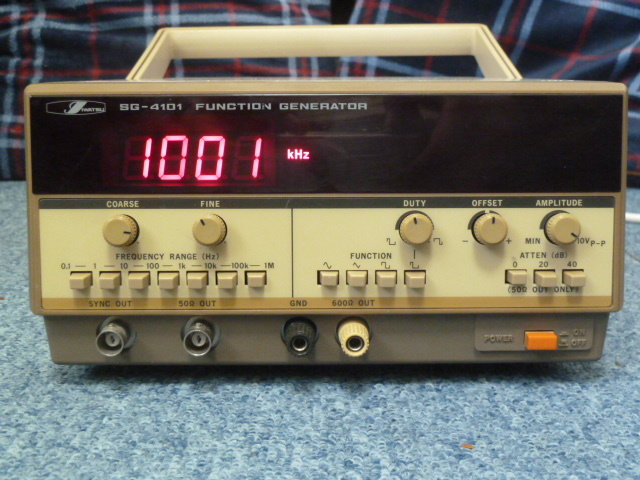 IWATSU SG-4101 FUNCTION GENERATOR
1001 kHz
COARSE FINE DUTY OFFSET AMPLITUDE
- + MIN 10V P-P
FREQUENCY RANGE (Hz) FUNCTION ATTEN (dB)
0.1 1 10 100 1k 10k 100k 1M 0 20 40
(50Ω OUT ONLY)
SYNC OUT 50Ω OUT GND 600Ω OUT
POWER ON
OFF